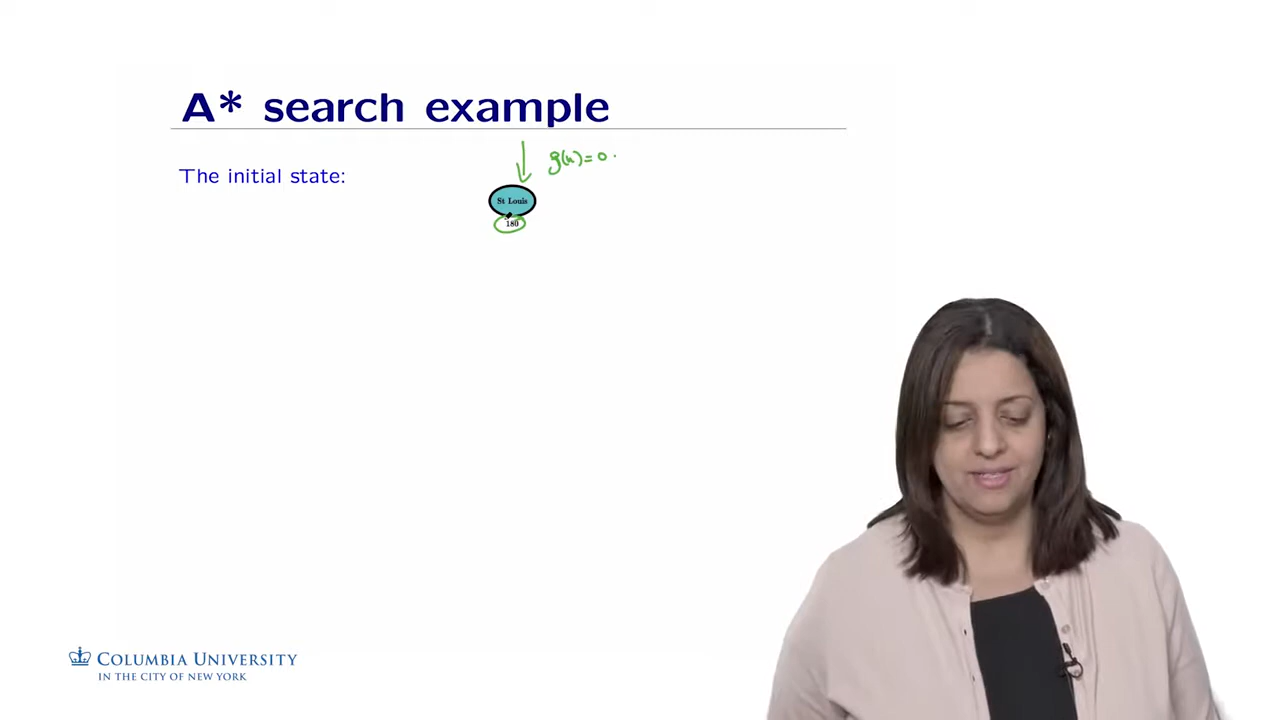 A* search example
g(n)=0.
The initial state:
St Louis
180
COLUMBIA UNIVERSITY
IN THE CITY OF NEW YORK